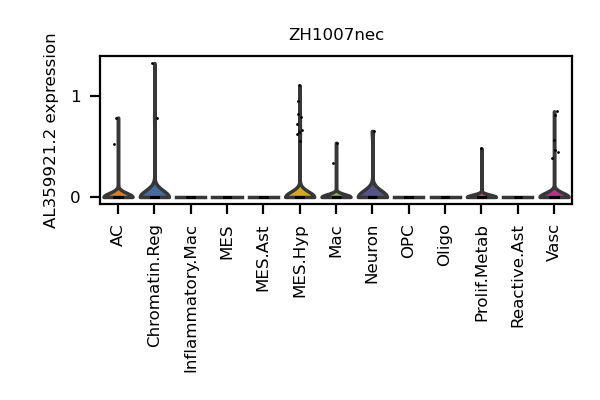 ZH1007nec
AL359921.2 expression
1
0
AC
Chromatin.Reg
Inflammatory.Mac
MES
MES.Ast
MES.Hyp
Mac
Neuron
OPC
Oligo
Prolif.Metab
Reactive.Ast
Vasc